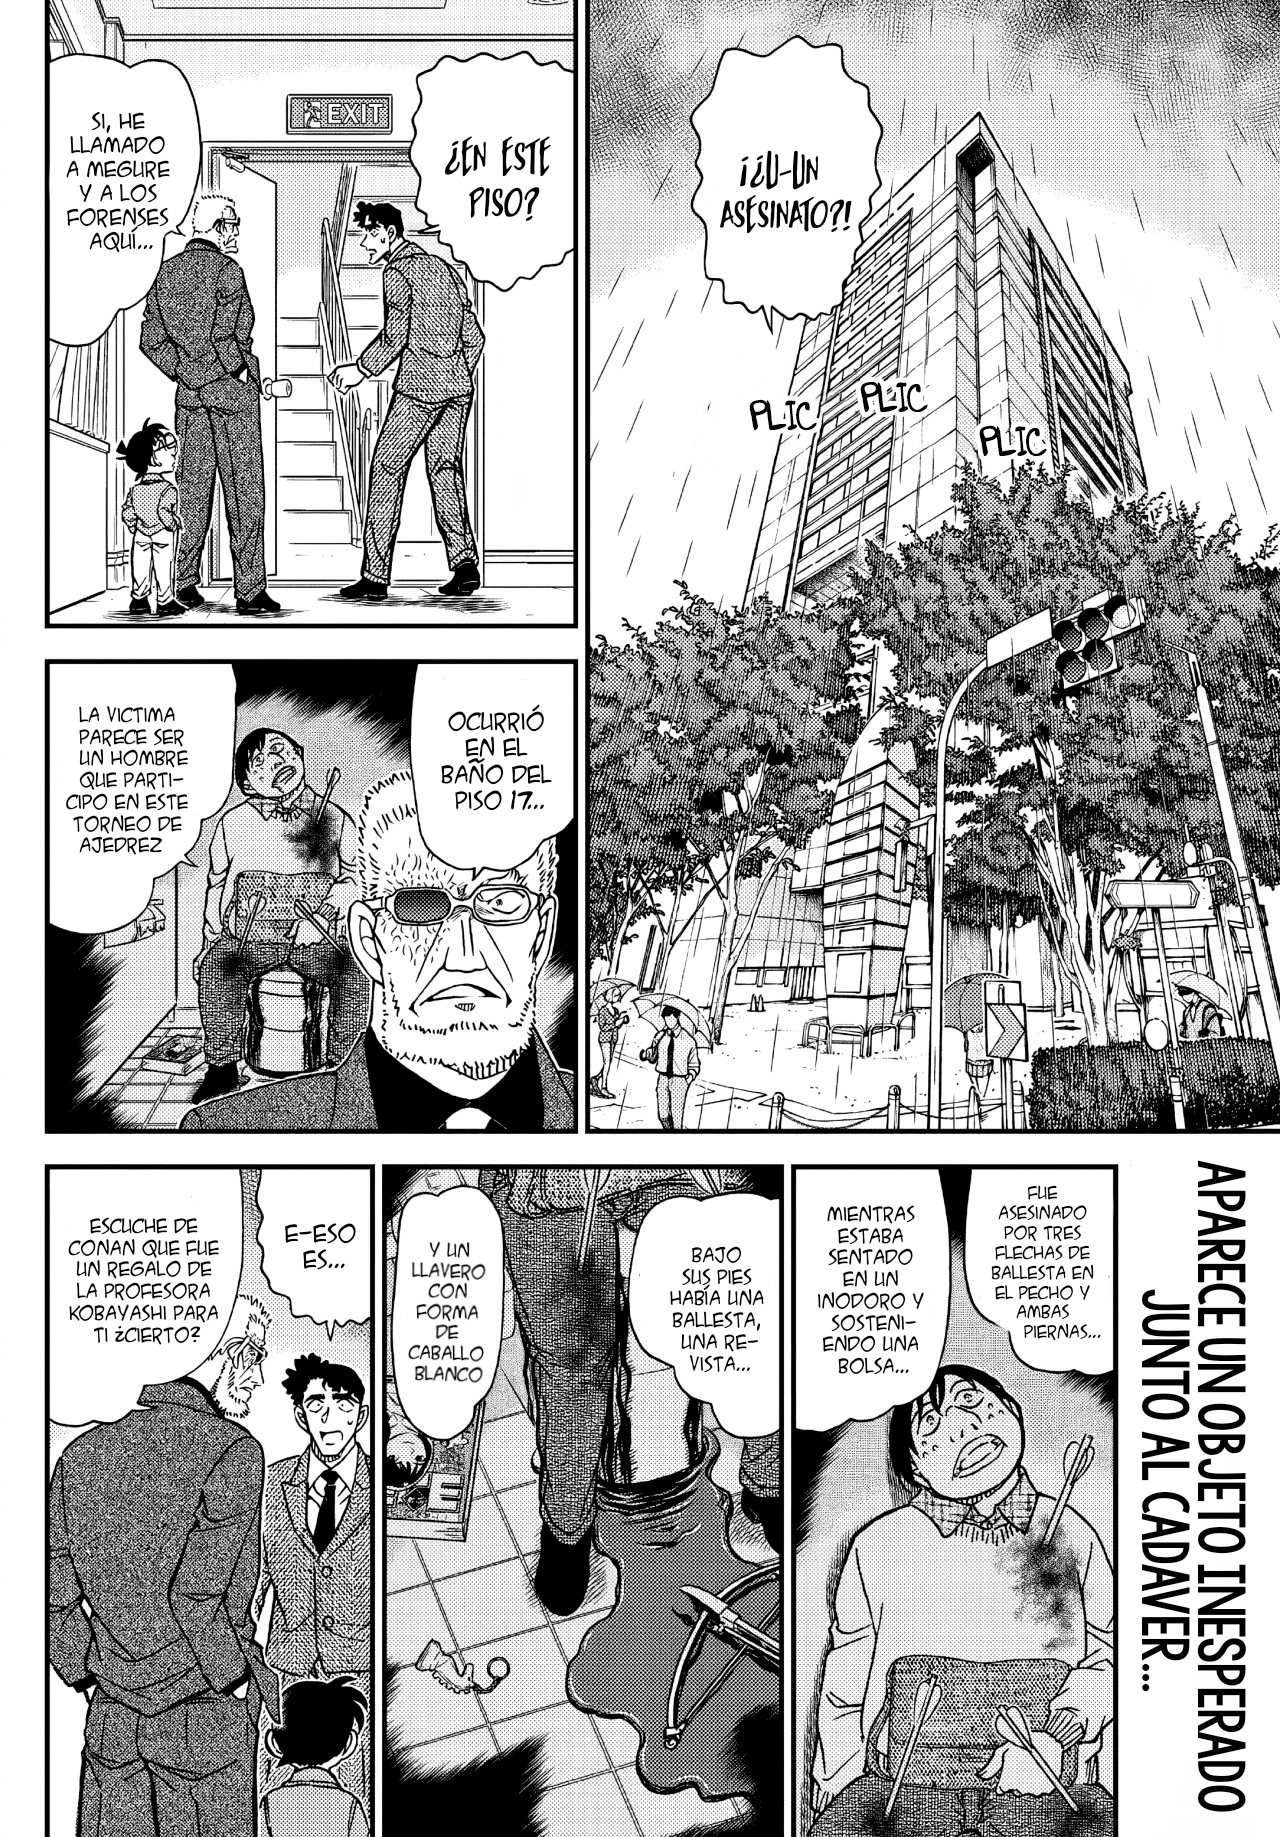 ¡¿U-UN
ASESINATO?!
PLIC
PLIC
PLIC
¿EN ESTE
PISO?
EXIT
SI, HE
LLAMADO
A MEGURE
Y A LOS
FORENSES
AQUÍ...
OCURRIÓ
EN EL
BAÑO DEL
PISO 17...
LA VICTIMA
PARECE SER
UN HOMBRE
QUE PARTI-
CIPO EN ESTE
TORNEO DE
AJEDREZ
APARECE UN OBJETO INESPERADO
JUNTO AL CADAVER...
FUE
ASESINADO
POR TRES
FLECHAS DE
BALLESTA EN
EL PECHO Y
AMBAS
PIERNAS...
MIENTRAS
ESTABA
SENTADO
EN UN
INODORO Y
SOSTENI-
ENDO UNA
BOLSA...
BAJO
SUS PIES
HABÍA UNA
BALLESTA,
UNA RE-
VISTA...
Y UN
LLAVERO
CON
FORMA
DE
CABALLO
BLANCO
E-ESO
ES...
ESCUCHE DE
CONAN QUE FUE
UN REGALO DE
LA PROFESORA
KOBAYASHI PARA
TI ¿CIERTO?